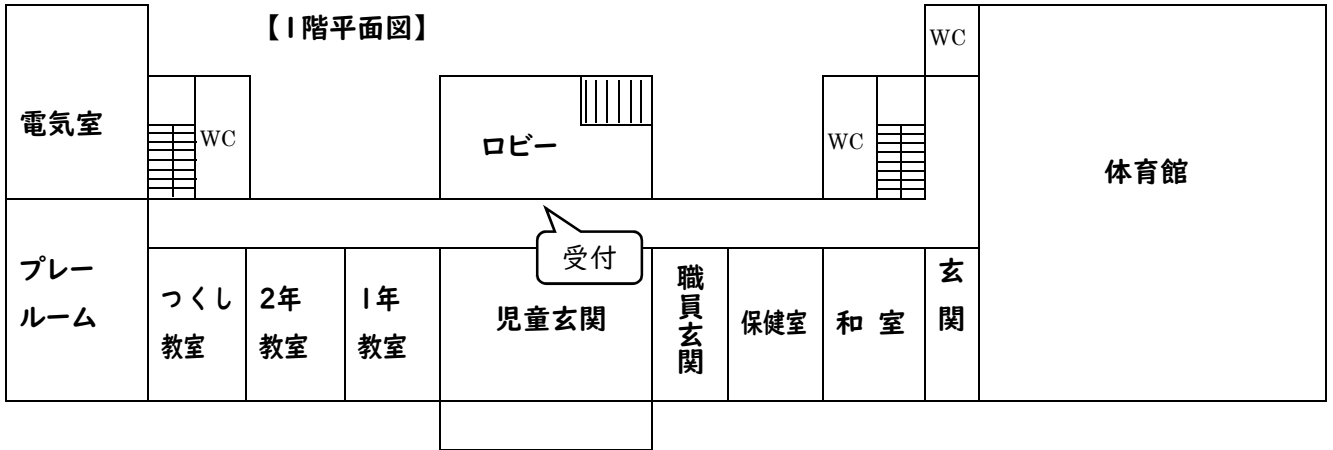 【1階平面図】
WC
電気室
WC
ロビー
WC
体育館
受付
プレー
ルーム
つくし
教室
2年
教室
1年
教室
児童玄関
職員玄関
保健室
和 室
玄関